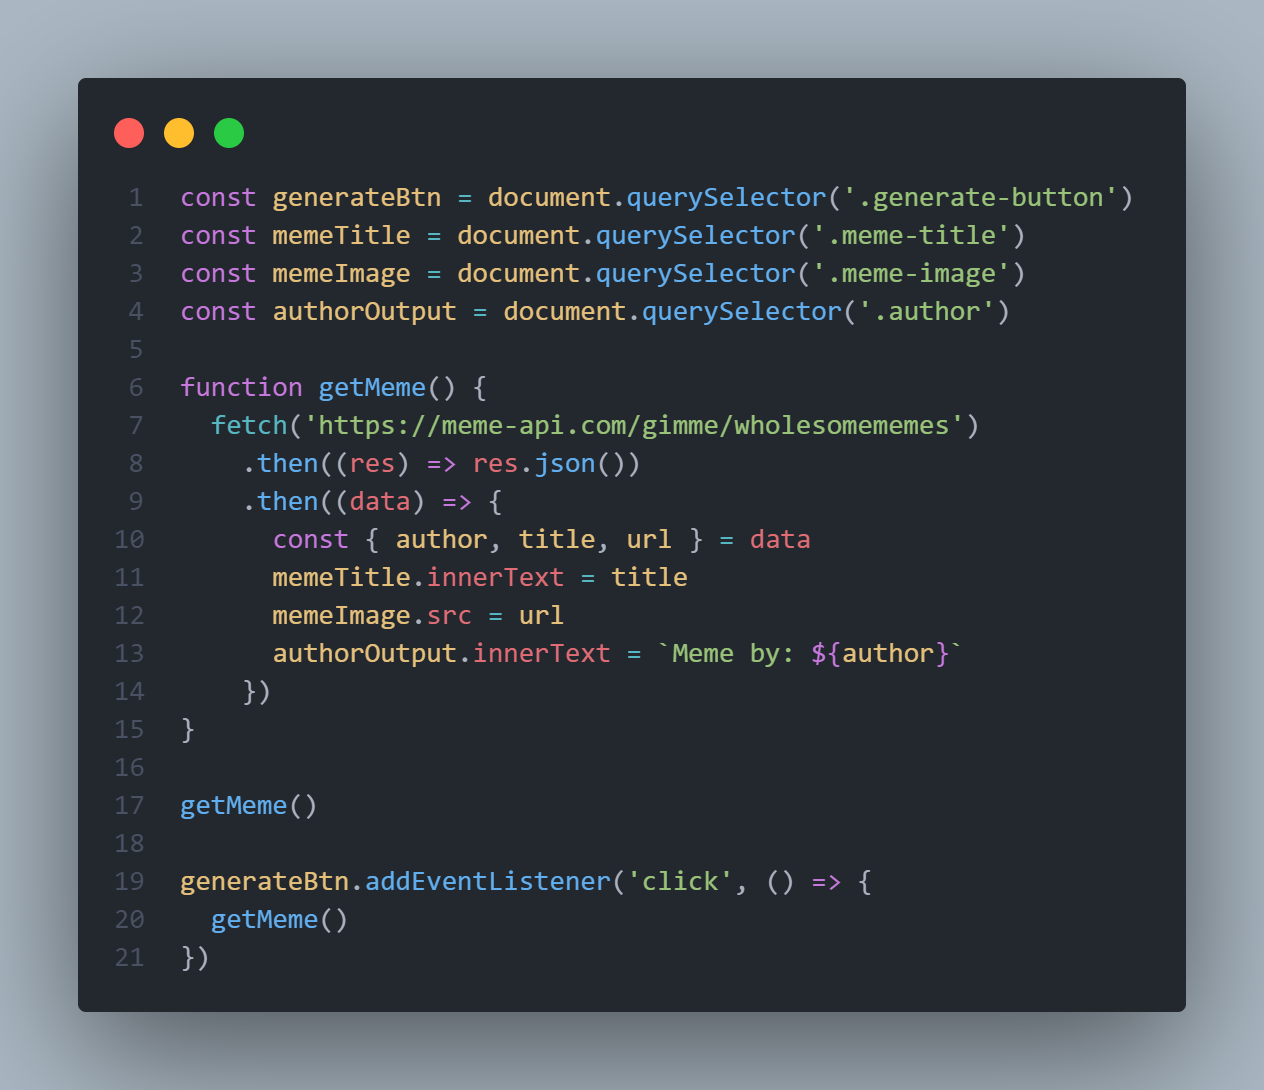 1 const generateBtn = document.querySelector('.generate-button')
2 const memeTitle = document.querySelector('.meme-title')
3 const memeImage = document.querySelector('.meme-image')
4 const authorOutput = document.querySelector('.author')
5
6 function getMeme() {
7   fetch('https://meme-api.com/gimme/wholesomememes')
8     .then((res) => res.json())
9     .then((data) => {
10       const { author, title, url } = data
11       memeTitle.innerText = title
12       memeImage.src = url
13       authorOutput.innerText = `Meme by: ${author}`
14     })
15 }
16
17 getMeme()
18
19 generateBtn.addEventListener('click', () => {
20   getMeme()
21 })